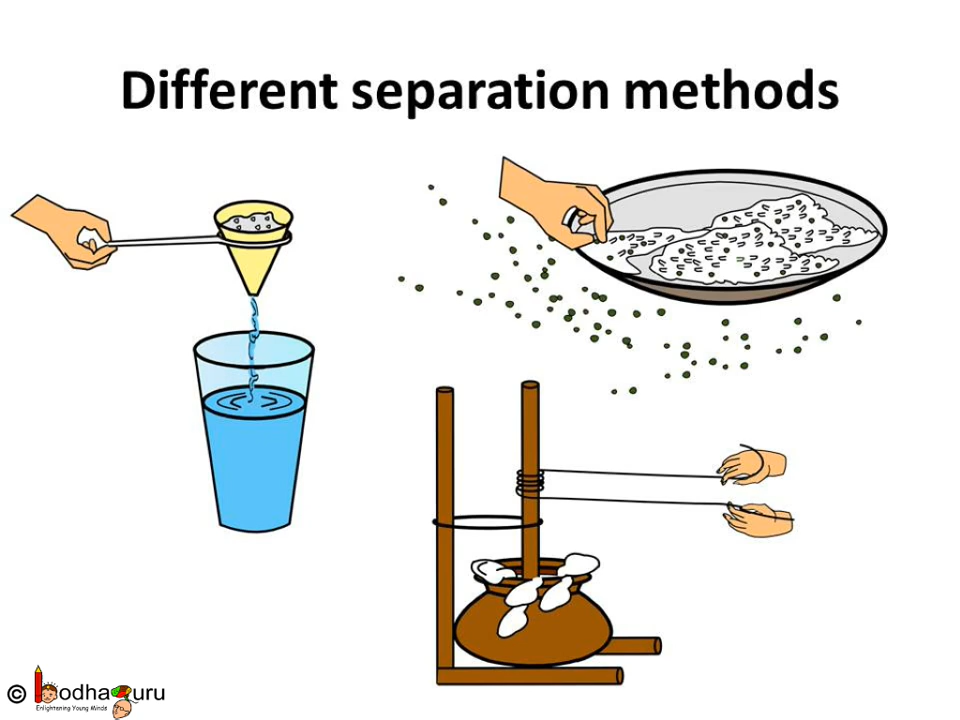 Different separation methods
© BodhaGuru
Enlightening Young Minds